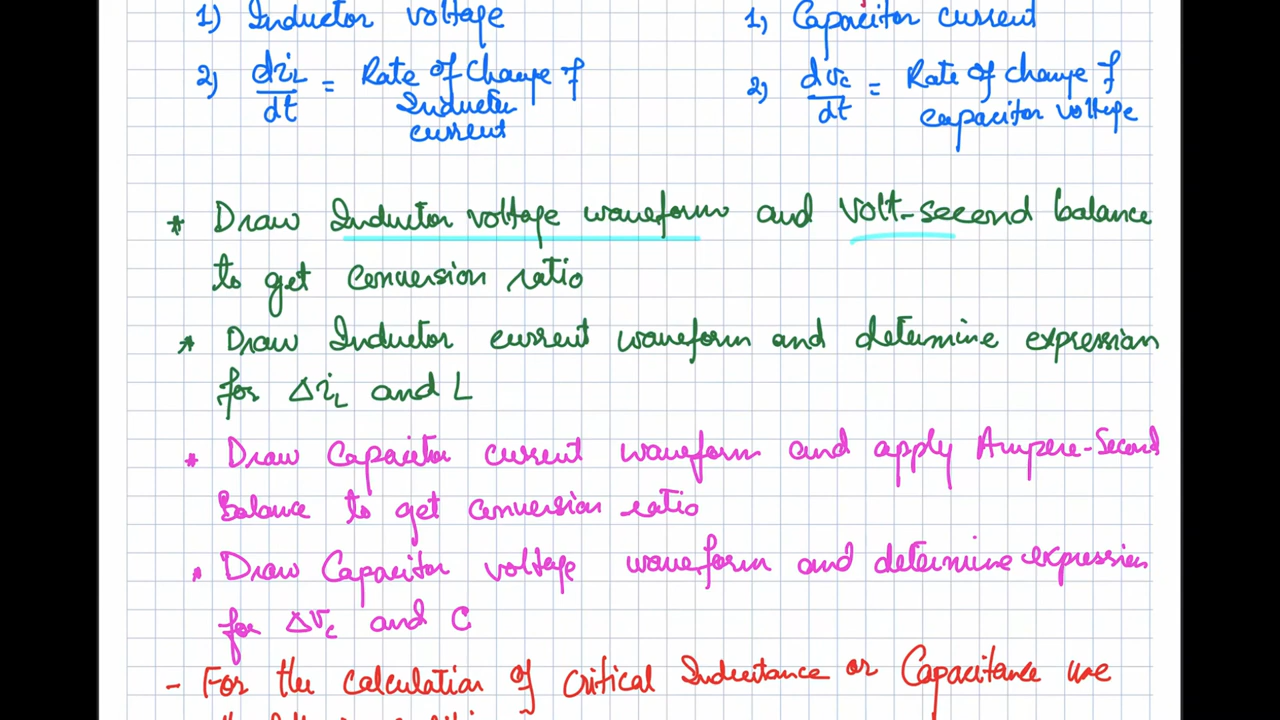 1) Inductor voltage
2) diL/dt = Rate of Change of
Inductor
current
1) Capacitor current
2) dvc/dt = Rate of change of
capacitor voltage
* Draw Inductor voltage waveform and Volt-second balance
to get conversion ratio
* Draw Inductor current waveform and determine expression
for ΔiL and L
* Draw Capacitor current waveform and apply Ampere-Second
Balance to get conversion ratio
* Draw Capacitor voltage waveform and determine expression
for Δvc and C
- For the calculation of Critical Inductance or Capacitance use